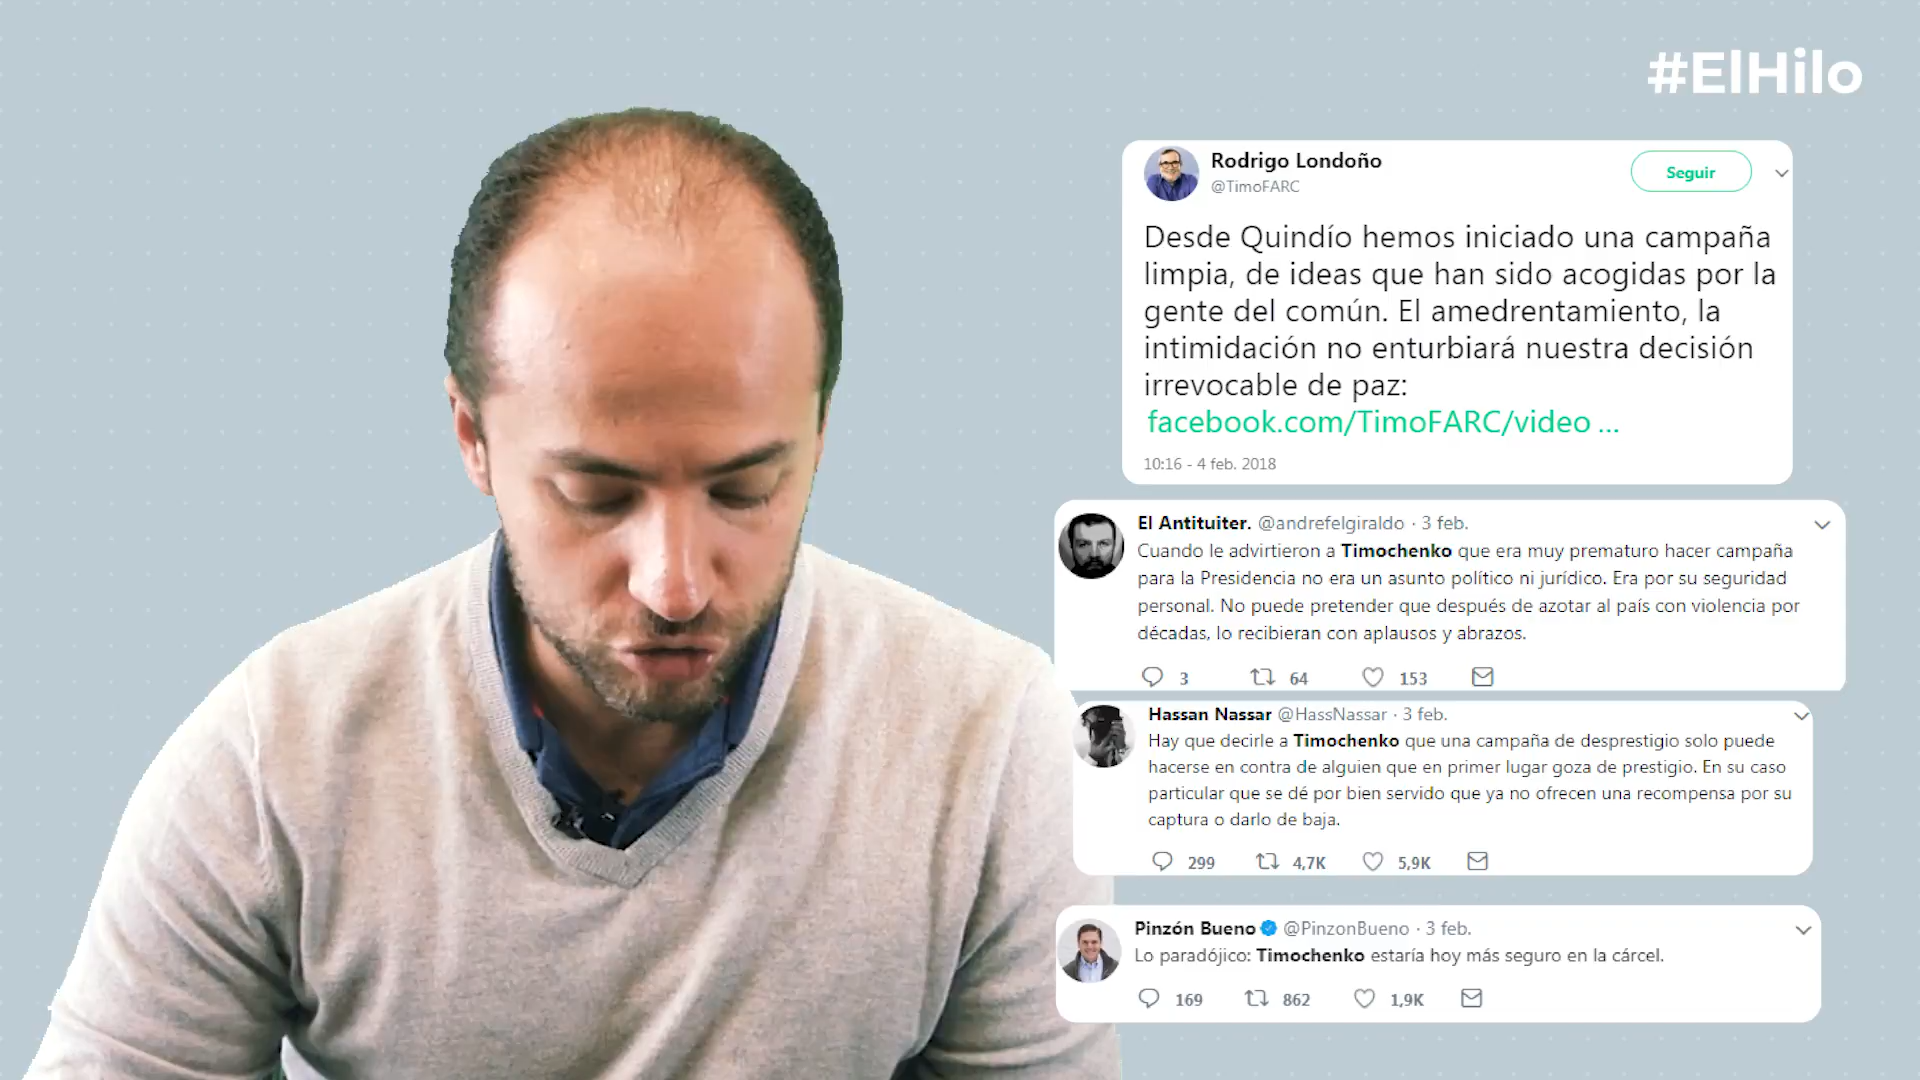 #ElHilo
Rodrigo Londoño
@TimoFARC
Seguir
Desde Quindío hemos iniciado una campaña
limpia, de ideas que han sido acogidas por la
gente del común. El amedrentamiento, la
intimidación no enturbiará nuestra decisión
irrevocable de paz:
facebook.com/TimoFARC/video ...
10:16 - 4 feb. 2018
El Antituiter. @andrefelgiraldo · 3 feb.
Cuando le advirtieron a Timochenko que era muy prematuro hacer campaña
para la Presidencia no era un asunto político ni jurídico. Era por su seguridad
personal. No puede pretender que después de azotar al país con violencia por
décadas, lo recibieran con aplausos y abrazos.
3 64 153
Hassan Nassar @HassNassar · 3 feb.
Hay que decirle a Timochenko que una campaña de desprestigio solo puede
hacerse en contra de alguien que en primer lugar goza de prestigio. En su caso
particular que se dé por bien servido que ya no ofrecen una recompensa por su
captura o darlo de baja.
299 4,7K 5,9K
Pinzón Bueno @PinzonBueno · 3 feb.
Lo paradójico: Timochenko estaría hoy más seguro en la cárcel.
169 862 1,9K